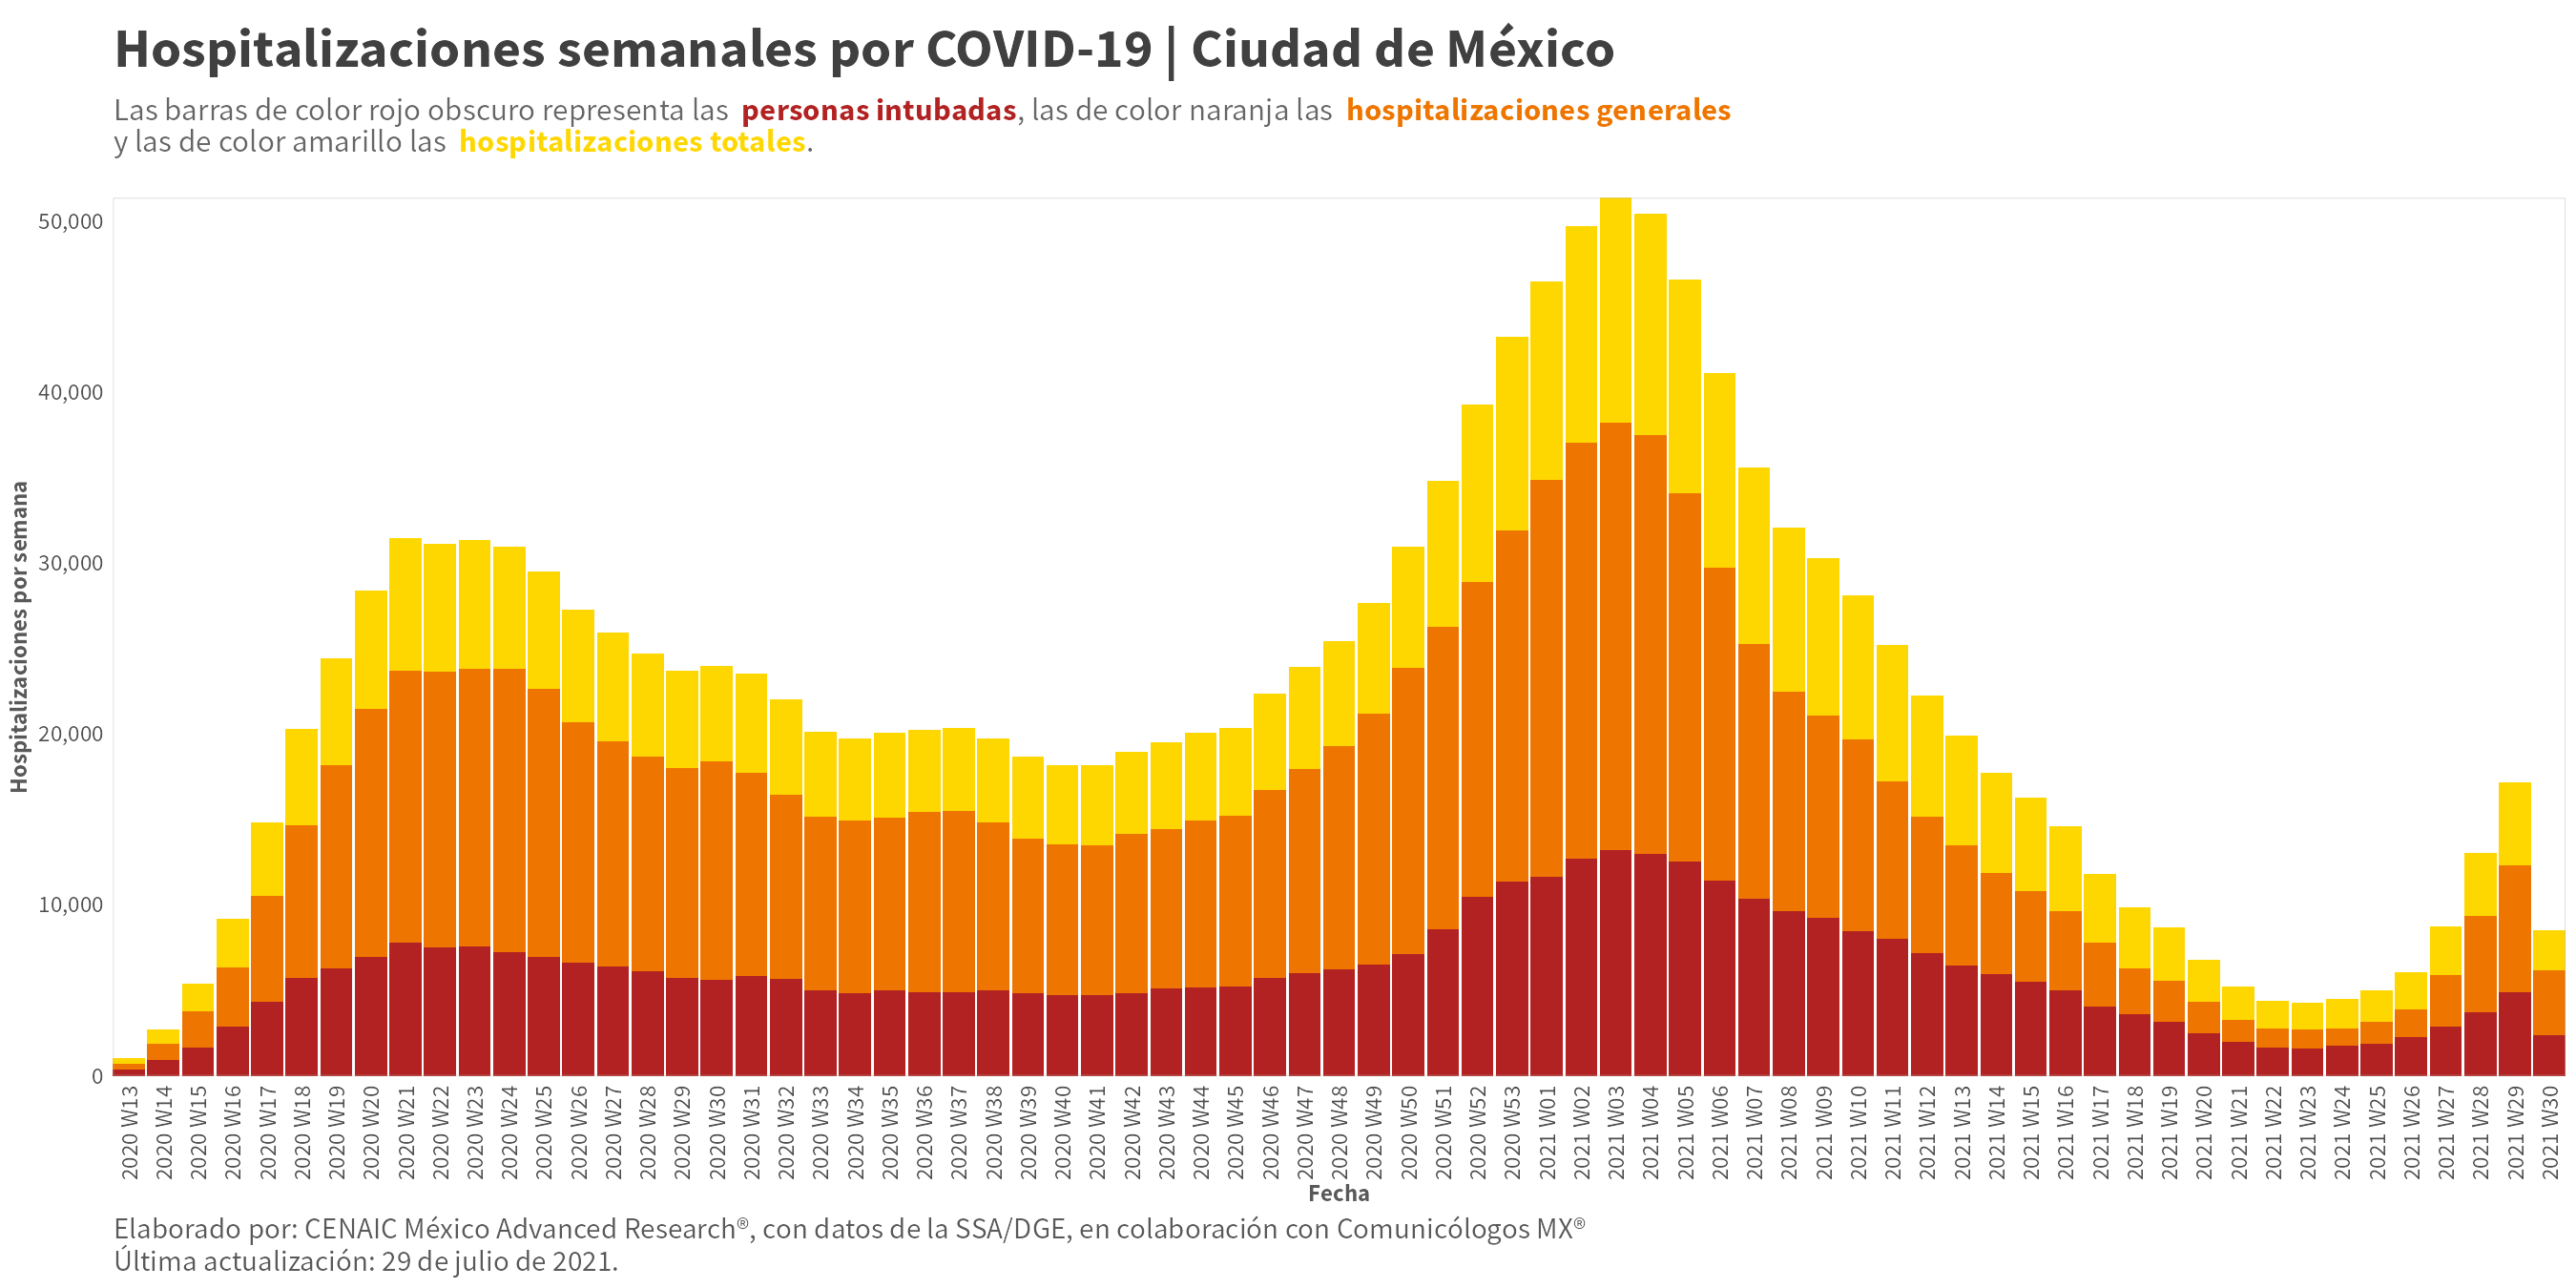 Hospitalizaciones semanales por COVID-19 | Ciudad de México
Las barras de color rojo obscuro representa las personas intubadas, las de color naranja las hospitalizaciones generales
y las de color amarillo las hospitalizaciones totales.
Hospitalizaciones por semana
50,000
40,000
30,000
20,000
10,000
0
2020 W13
2020 W14
2020 W15
2020 W16
2020 W17
2020 W18
2020 W19
2020 W20
2020 W21
2020 W22
2020 W23
2020 W24
2020 W25
2020 W26
2020 W27
2020 W28
2020 W29
2020 W30
2020 W31
2020 W32
2020 W33
2020 W34
2020 W35
2020 W36
2020 W37
2020 W38
2020 W39
2020 W40
2020 W41
2020 W42
2020 W43
2020 W44
2020 W45
2020 W46
2020 W47
2020 W48
2020 W49
2020 W50
2020 W51
2020 W52
2020 W53
2021 W01
2021 W02
2021 W03
2021 W04
2021 W05
2021 W06
2021 W07
2021 W08
2021 W09
2021 W10
2021 W11
2021 W12
2021 W13
2021 W14
2021 W15
2021 W16
2021 W17
2021 W18
2021 W19
2021 W20
2021 W21
2021 W22
2021 W23
2021 W24
2021 W25
2021 W26
2021 W27
2021 W28
2021 W29
2021 W30
Fecha
Elaborado por: CENAIC México Advanced Research®, con datos de la SSA/DGE, en colaboración con Comunicólogos MX®
Última actualización: 29 de julio de 2021.